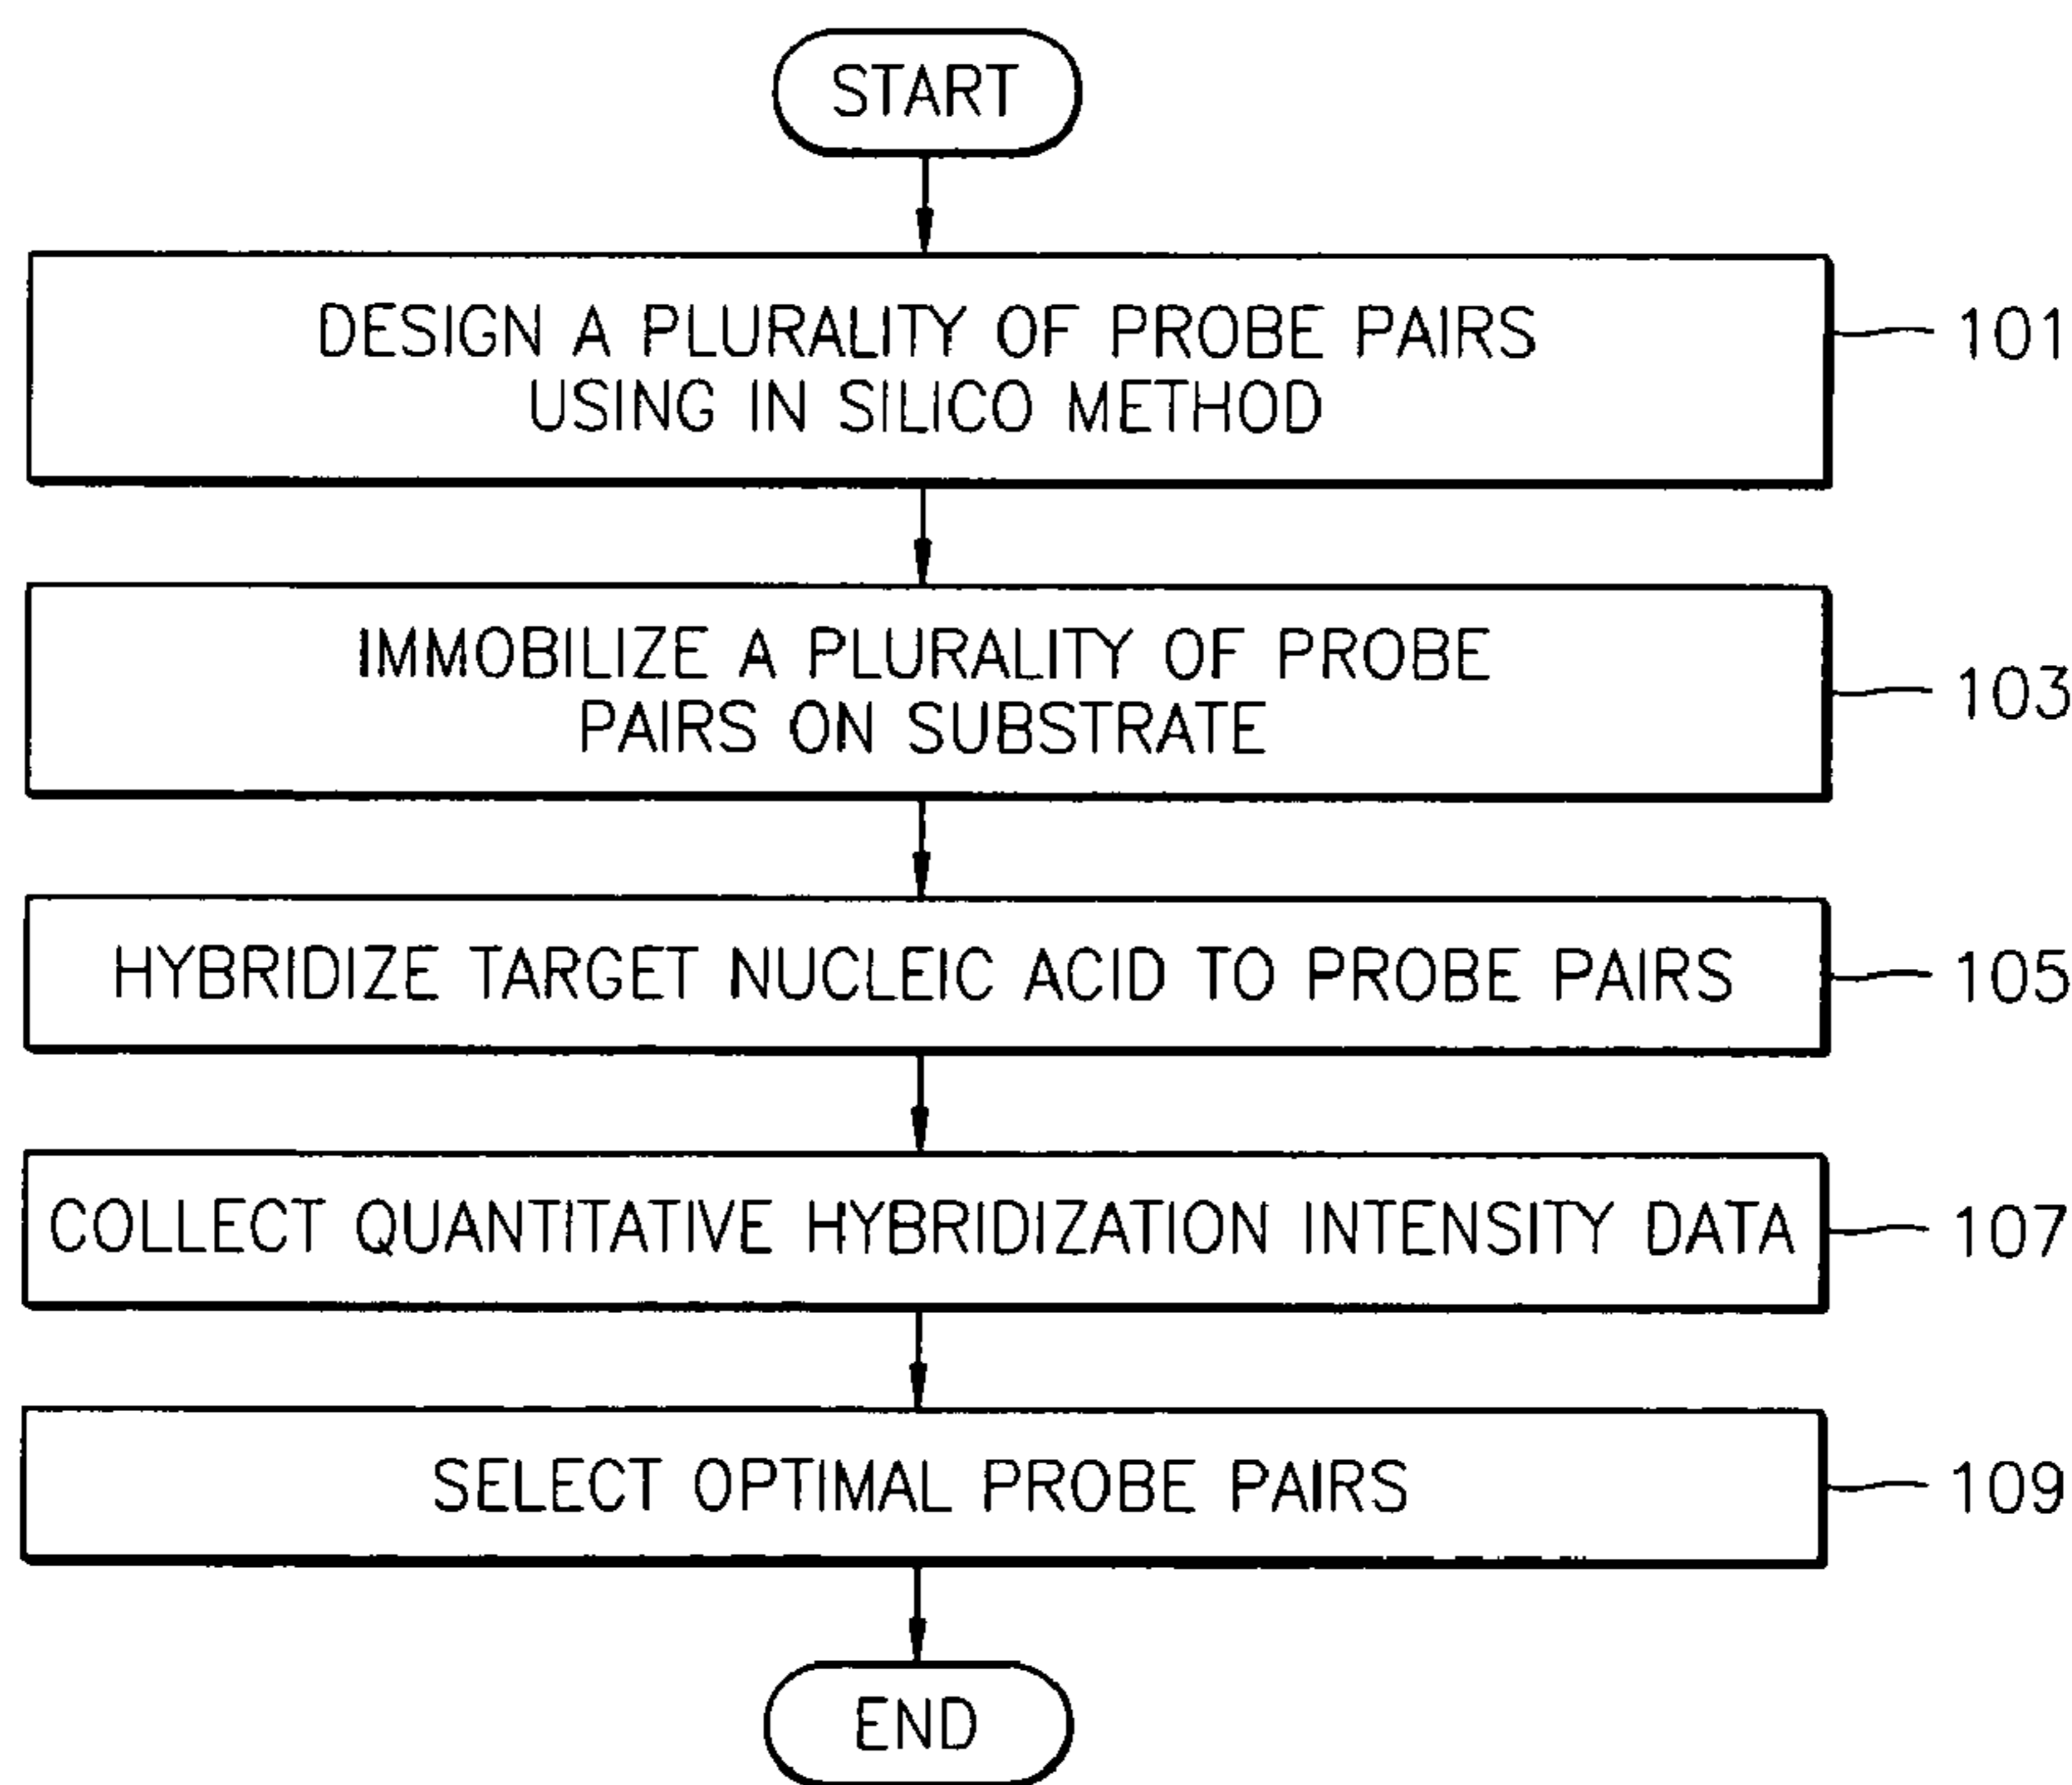 START
DESIGN A PLURALITY OF PROBE PAIRS
USING IN SILICO METHOD
101
IMMOBILIZE A PLURALITY OF PROBE
PAIRS ON SUBSTRATE
103
HYBRIDIZE TARGET NUCLEIC ACID TO PROBE PAIRS
105
COLLECT QUANTITATIVE HYBRIDIZATION INTENSITY DATA
107
SELECT OPTIMAL PROBE PAIRS
109
END